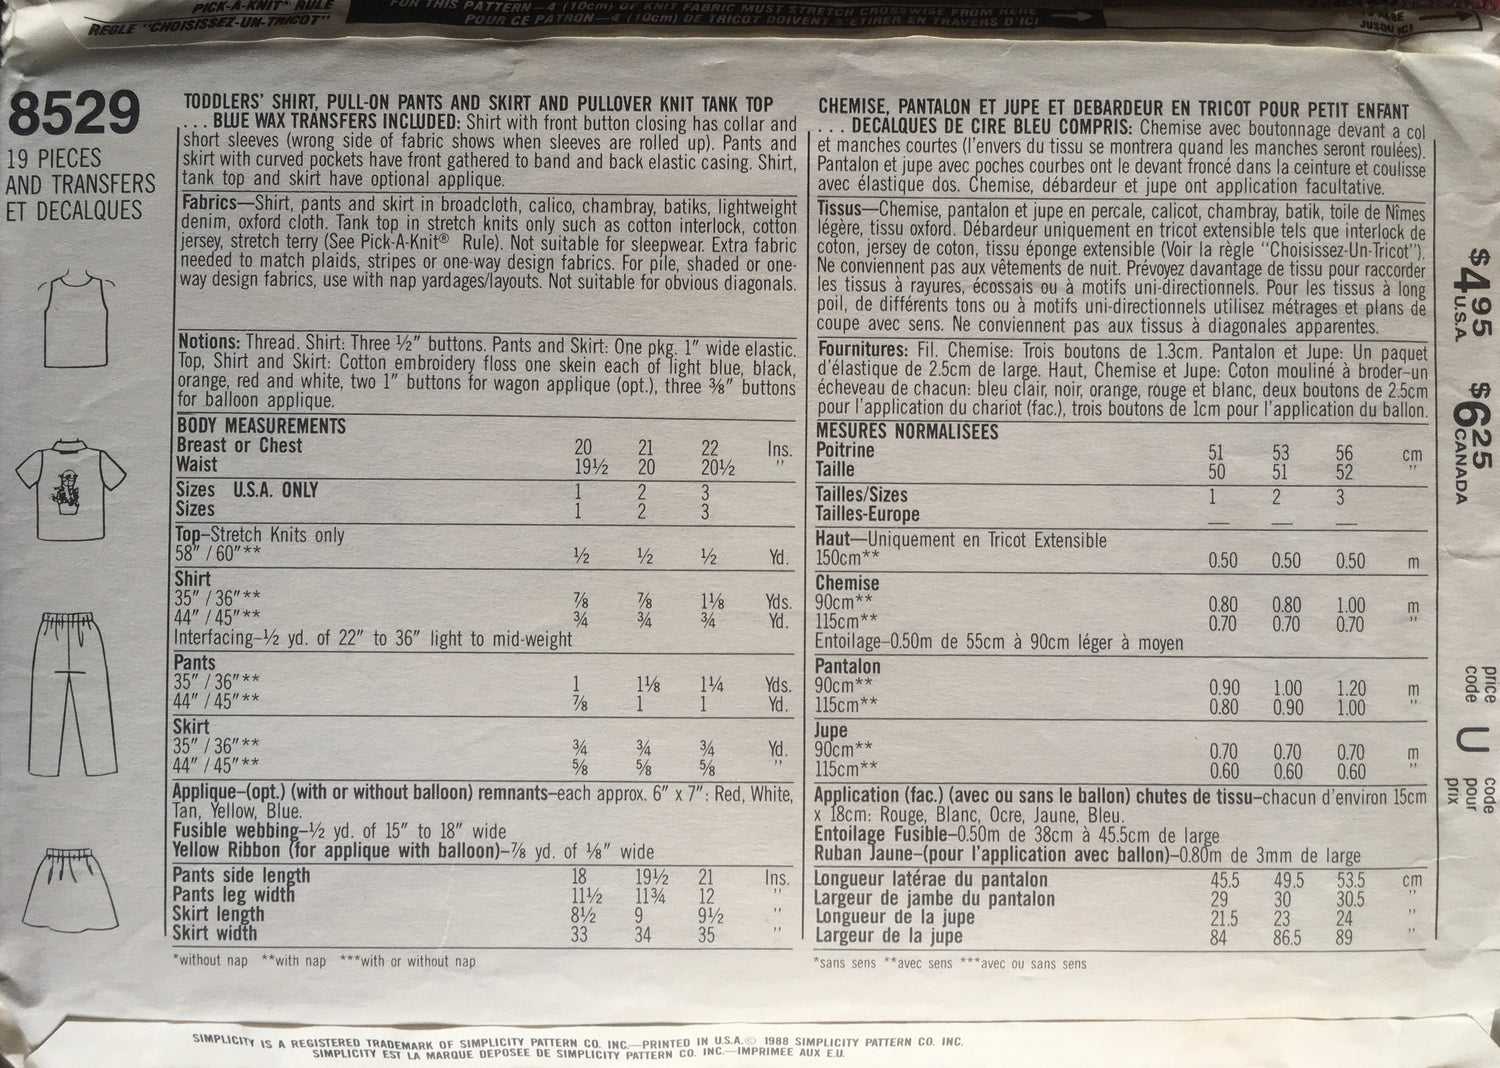 PICK-A-KNIT® RULE
REGLE "CHOISISSEZ-UN-TRICOT"
FOR THIS PATTERN—4"(10cm) OF KNIT FABRIC MUST STRETCH CROSSWISE FROM HERE
POUR CE PATRON—4"(10cm) DE TRICOT DOIVENT S'ETIRER EN TRAVERS D'ICI
JUSQU'ICI
8529
19 PIECES
AND TRANSFERS
ET DECALQUES
TODDLERS' SHIRT, PULL-ON PANTS AND SKIRT AND PULLOVER KNIT TANK TOP
. . . BLUE WAX TRANSFERS INCLUDED: Shirt with front button closing has collar and
short sleeves (wrong side of fabric shows when sleeves are rolled up). Pants and
skirt with curved pockets have front gathered to band and back elastic casing. Shirt,
tank top and skirt have optional applique.
Fabrics—Shirt, pants and skirt in broadcloth, calico, chambray, batiks, lightweight
denim, oxford cloth. Tank top in stretch knits only such as cotton interlock, cotton
jersey, stretch terry (See Pick-A-Knit® Rule). Not suitable for sleepwear. Extra fabric
needed to match plaids, stripes or one-way design fabrics. For pile, shaded or one-
way design fabrics, use with nap yardages/layouts. Not suitable for obvious diagonals.
Notions: Thread. Shirt: Three ½" buttons. Pants and Skirt: One pkg. 1" wide elastic.
Top, Shirt and Skirt: Cotton embroidery floss one skein each of light blue, black,
orange, red and white, two 1" buttons for wagon applique (opt.), three ⅜" buttons
for balloon applique.
BODY MEASUREMENTS
Breast or Chest 20 21 22 Ins.
Waist 19½ 20 20½ "
Sizes U.S.A. ONLY 1 2 3
Sizes 1 2 3
Top–Stretch Knits only
58" / 60"** ½ ½ ½ Yd.
Shirt
35" / 36"** ⅞ ⅞ 1⅛ Yds.
44" / 45"** ¾ ¾ ¾ Yd.
Interfacing–½ yd. of 22" to 36" light to mid-weight
Pants
35" / 36"** 1 1⅛ 1¼ Yds.
44" / 45"** ⅞ 1 1 Yd.
Skirt
35" / 36"** ¾ ¾ ¾ Yd.
44" / 45"** ⅝ ⅝ ⅝ "
Applique–(opt.) (with or without balloon) remnants–each approx. 6" x 7": Red, White,
Tan, Yellow, Blue.
Fusible webbing–½ yd. of 15" to 18" wide
Yellow Ribbon (for applique with balloon)–⅞ yd. of ⅛" wide
Pants side length 18 19½ 21 Ins.
Pants leg width 11½ 11¾ 12 "
Skirt length 8½ 9 9½ "
Skirt width 33 34 35 "
*without nap **with nap ***with or without nap
CHEMISE, PANTALON ET JUPE ET DEBARDEUR EN TRICOT POUR PETIT ENFANT
. . . DECALQUES DE CIRE BLEU COMPRIS: Chemise avec boutonnage devant a col
et manches courtes (l'envers du tissu se montrera quand les manches seront roulées).
Pantalon et jupe avec poches courbes ont le devant froncé dans la ceinture et coulisse
avec élastique dos. Chemise, débardeur et jupe ont application facultative.
Tissus—Chemise, pantalon et jupe en percale, calicot, chambray, batik, toile de Nîmes
légère, tissu oxford. Débardeur uniquement en tricot extensible tels que interlock de
coton, jersey de coton, tissu éponge extensible (Voir la règle "Choisissez-Un-Tricot").
Ne conviennent pas aux vêtements de nuit. Prévoyez davantage de tissu pour raccorder
les tissus à rayures, écossais ou à motifs uni-directionnels. Pour les tissus à long
poil, de différents tons ou à motifs uni-directionnels utilisez métrages et plans de
coupe avec sens. Ne conviennent pas aux tissus à diagonales apparentes.
Fournitures: Fil. Chemise: Trois boutons de 1.3cm. Pantalon et Jupe: Un paquet
d'élastique de 2.5cm de large. Haut, Chemise et Jupe: Coton mouliné à broder–un
écheveau de chacun: bleu clair, noir, orange, rouge et blanc, deux boutons de 2.5cm
pour l'application du chariot (fac.), trois boutons de 1cm pour l'application du ballon.
MESURES NORMALISEES
Poitrine 51 53 56 cm
Taille 50 51 52 "
Tailles/Sizes 1 2 3
Tailles-Europe — — —
Haut—Uniquement en Tricot Extensible
150cm** 0.50 0.50 0.50 m
Chemise
90cm** 0.80 0.80 1.00 m
115cm** 0.70 0.70 0.70 "
Entoilage–0.50m de 55cm à 90cm léger à moyen
Pantalon
90cm** 0.90 1.00 1.20 m
115cm** 0.80 0.90 1.00 "
Jupe
90cm** 0.70 0.70 0.70 m
115cm** 0.60 0.60 0.60 "
Application (fac.) (avec ou sans le ballon) chutes de tissu–chacun d'environ 15cm
x 18cm: Rouge, Blanc, Ocre, Jaune, Bleu.
Entoilage Fusible–0.50m de 38cm à 45.5cm de large
Ruban Jaune–(pour l'application avec ballon)–0.80m de 3mm de large
Longueur latérae du pantalon 45.5 49.5 53.5 cm
Largeur de jambe du pantalon 29 30 30.5 "
Longueur de la jupe 21.5 23 24 "
Largeur de la jupe 84 86.5 89 "
*sans sens **avec sens ***avec ou sans sens
$4.95 U.S.A.
$6.25 CANADA
price code
U
code pour prix
SIMPLICITY IS A REGISTERED TRADEMARK OF SIMPLICITY PATTERN CO. INC.—PRINTED IN U.S.A.© 1988 SIMPLICITY PATTERN CO. INC.
SIMPLICITY EST LA MARQUE DEPOSEE DE SIMPLICITY PATTERN CO. INC.—IMPRIMEE AUX E.U.